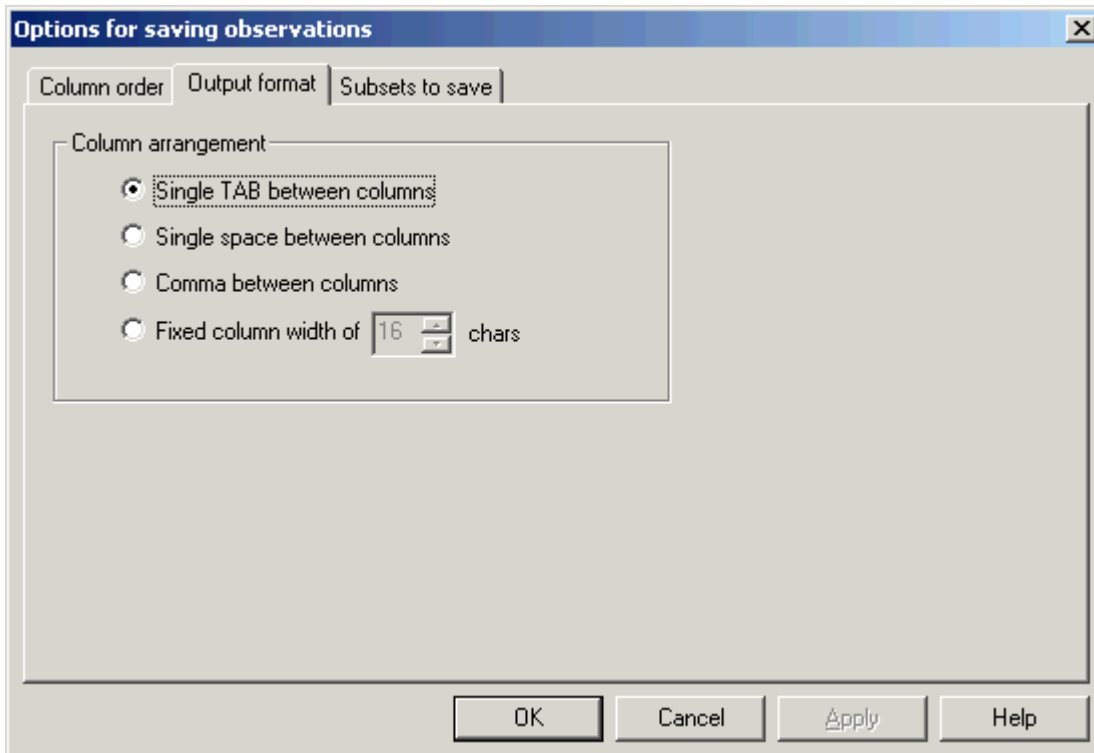 Options for saving observations
Column order Output format Subsets to save
Column arrangement
Single TAB between columns
Single space between columns
Comma between columns
Fixed column width of 16 chars
OK Cancel Apply Help